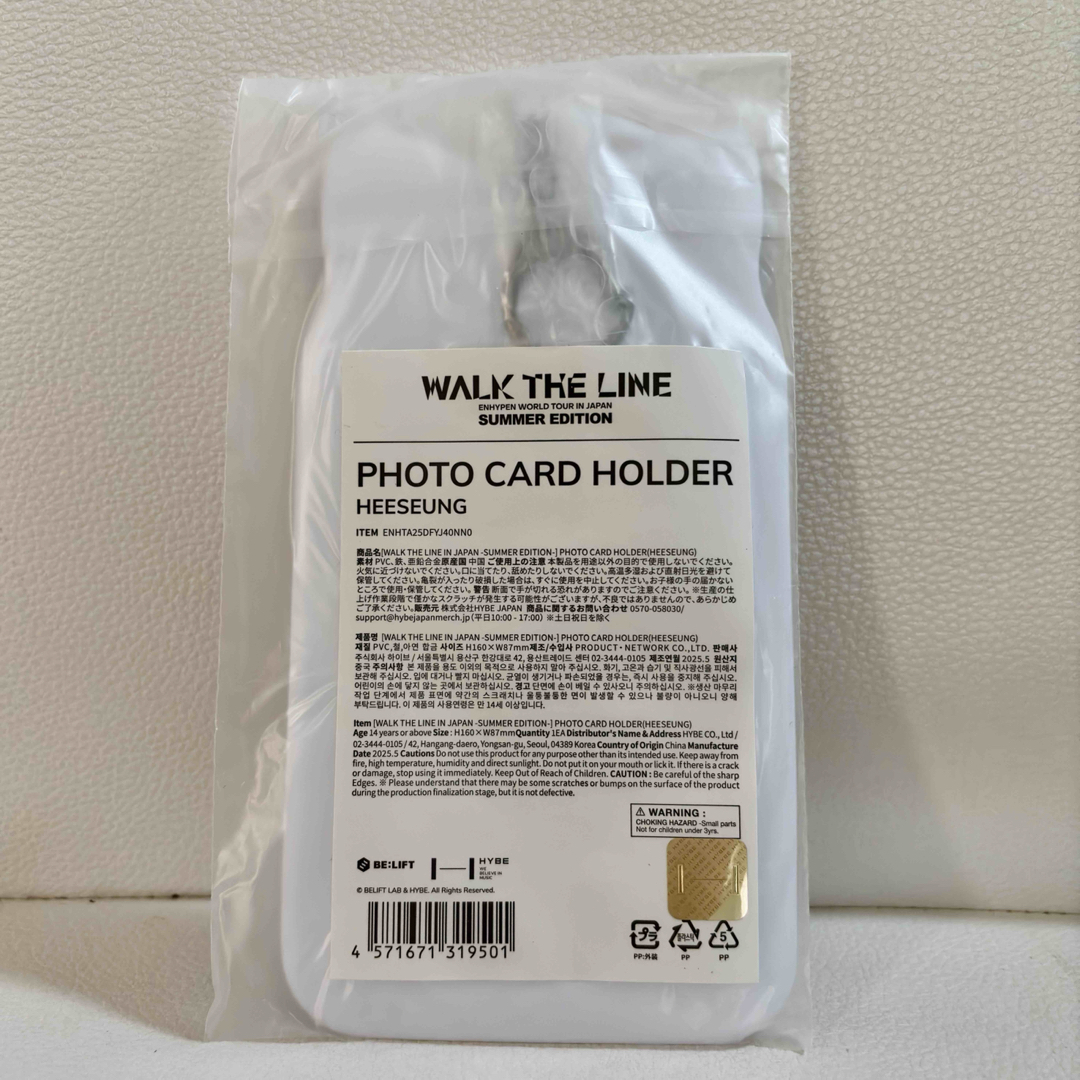 WALK THE LINE
ENHYPEN WORLD TOUR IN JAPAN
SUMMER EDITION
PHOTO CARD HOLDER
HEESEUNG
ITEM ENHTA25DFYJ40NN0
商品名[WALK THE LINE IN JAPAN -SUMMER EDITION-] PHOTO CARD HOLDER(HEESEUNG)
素材 PVC、鉄、亜鉛合金 原産国 中国 ご使用上の注意 本製品を用途以外の目的で使用しないでください。
火気に近づけないでください。口に当たり、舐めたりしないでください。高温多湿および直射日光を避けて
保管してください。亀裂が入ったり破損した場合は、すぐに使用を中止してください。お子様の手の届かない
ところで使用・保管してください。警告 断面で手が切れる恐れがありますのでご注意ください。※生産の仕
上げ作業段階で僅かなスクラッチが発生する可能性がございますが、不良ではありませんので、あらかじめ
ご了承ください。販売元 株式会社HYBE JAPAN 商品に関するお問い合わせ 0570-058030/
support@hybejapanmerch.jp（平日10:00 - 17:00） ※土日祝日を除く
제품명 [WALK THE LINE IN JAPAN -SUMMER EDITION-] PHOTO CARD HOLDER(HEESEUNG)
재질 PVC,철,아연 합금 사이즈 H160×W87mm제조/수입사 PRODUCT・NETWORK CO.,LTD. 판매사
주식회사 하이브 / 서울특별시 용산구 한강대로 42, 용산트레이드 센터 02-3444-0105 제조연월 2025.5 원산지
중국 주의사항 본 제품을 용도 이외의 목적으로 사용하지 말아 주십시오. 화기, 고온과 습기 및 직사광선을 피해서
보관해 주십시오. 입에 대거나 빨지 마십시오. 균열이 생기거나 파손되었을 경우는, 즉시 사용을 중지해 주십시오.
어린이의 손에 닿지 않는 곳에서 보관하십시오. 경고 단면에 손이 베일 수 있사오니 주의하십시오. ※생산 마무리
작업 단계에서 제품 표면에 약간의 스크래치나 울퉁불퉁한 면이 발생할 수 있으나 불량이 아니오니 양해
부탁드립니다. 이 제품의 사용연령은 만 14세 이상입니다.
Item [WALK THE LINE IN JAPAN -SUMMER EDITION-] PHOTO CARD HOLDER(HEESEUNG)
Age 14 years or above Size : H160×W87mm Quantity 1EA Distributor's Name & Address HYBE CO., Ltd /
02-3444-0105 / 42, Hangang-daero, Yongsan-gu, Seoul, 04389 Korea Country of Origin China Manufacture
Date 2025.5 Cautions Do not use this product for any purpose other than its intended use. Keep away from
fire, high temperature, humidity and direct sunlight. Do not put it on your mouth or lick it. If there is a crack
or damage, stop using it immediately. Keep Out of Reach of Children. CAUTION : Be careful of the sharp
Edges. ※ Please understand that there may be some scratches or bumps on the surface of the product
during the production finalization stage, but it is not defective.
WARNING :
CHOKING HAZARD -Small parts
Not for children under 3yrs.
BE:LIFT
HYBE
WE
BELIEVE IN
MUSIC
© BELIFT LAB & HYBE. All Rights Reserved.
4 571671 319501
プラ
PP:外装
플라스틱
PP
5
PP